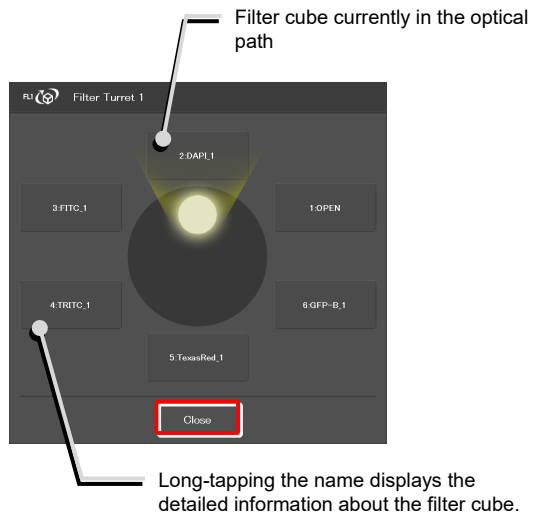 Filter cube currently in the optical
path
FL1 Filter Turret 1
2:DAPI_1
3:FITC_1
1:OPEN
4:TRITC_1
6:GFP-B_1
5:TexasRed_1
Close
Long-tapping the name displays the
detailed information about the filter cube.